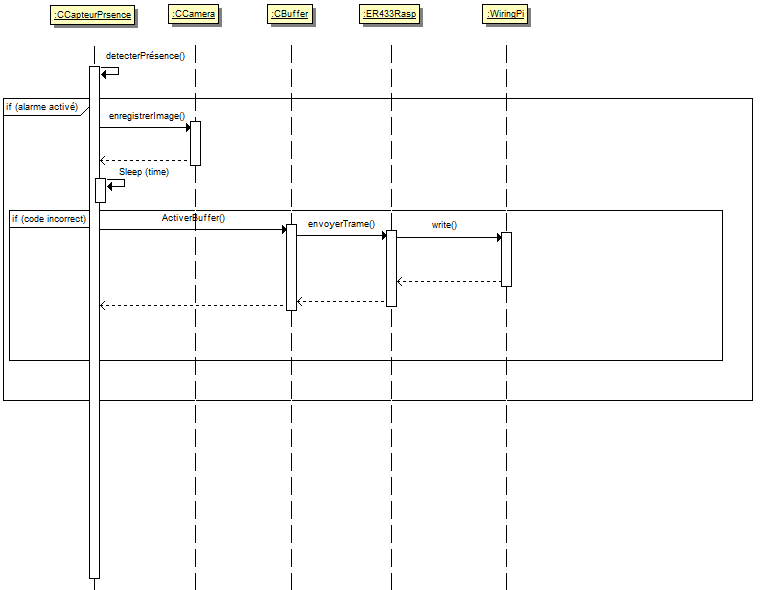 :CCapteurPrsence
:CCamera
:CBuffer
:ER433Rasp
:WiringPi
detecterPrésence()
if (alarme activé)
enregistrerImage()
Sleep (time)
if (code incorrect)
ActiverBuffer()
envoyerTrame()
write()